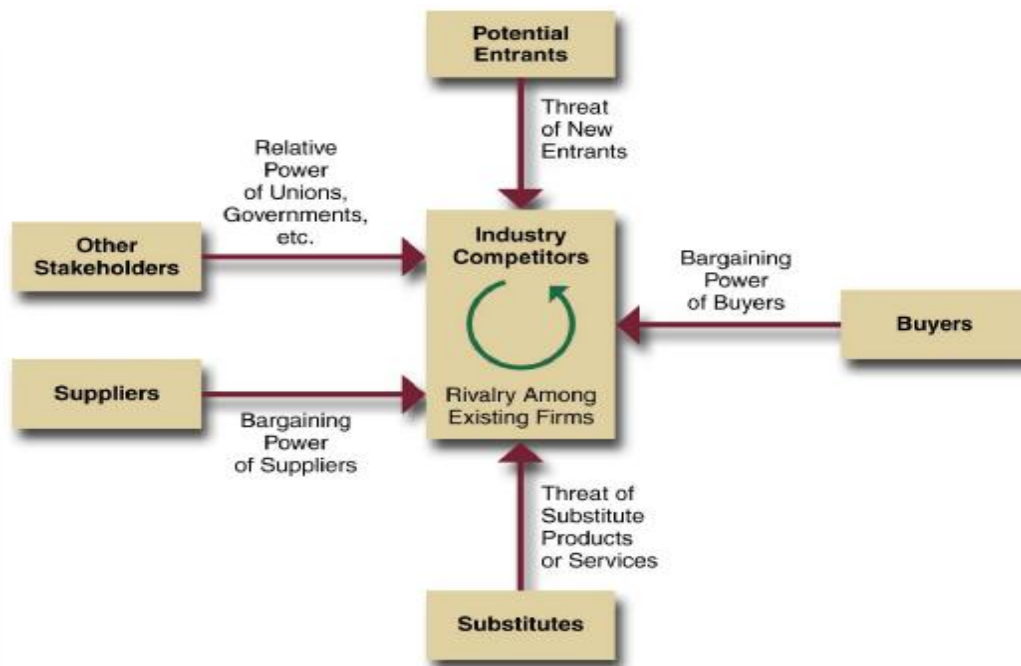 Potential
Entrants
Threat
of New
Entrants
Relative
Power
of Unions,
Governments,
etc.
Other
Stakeholders
Industry
Competitors
Rivalry Among
Existing Firms
Bargaining
Power
of Buyers
Buyers
Suppliers
Bargaining
Power
of Suppliers
Threat of
Substitute
Products
or Services
Substitutes